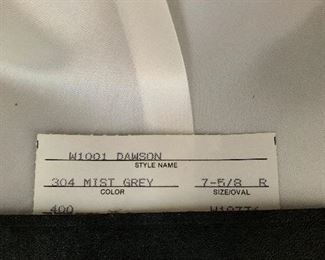 W1001 DAWSON
STYLE NAME
304 MIST GREY 7-5/8 R
COLOR SIZE/OVAL
400